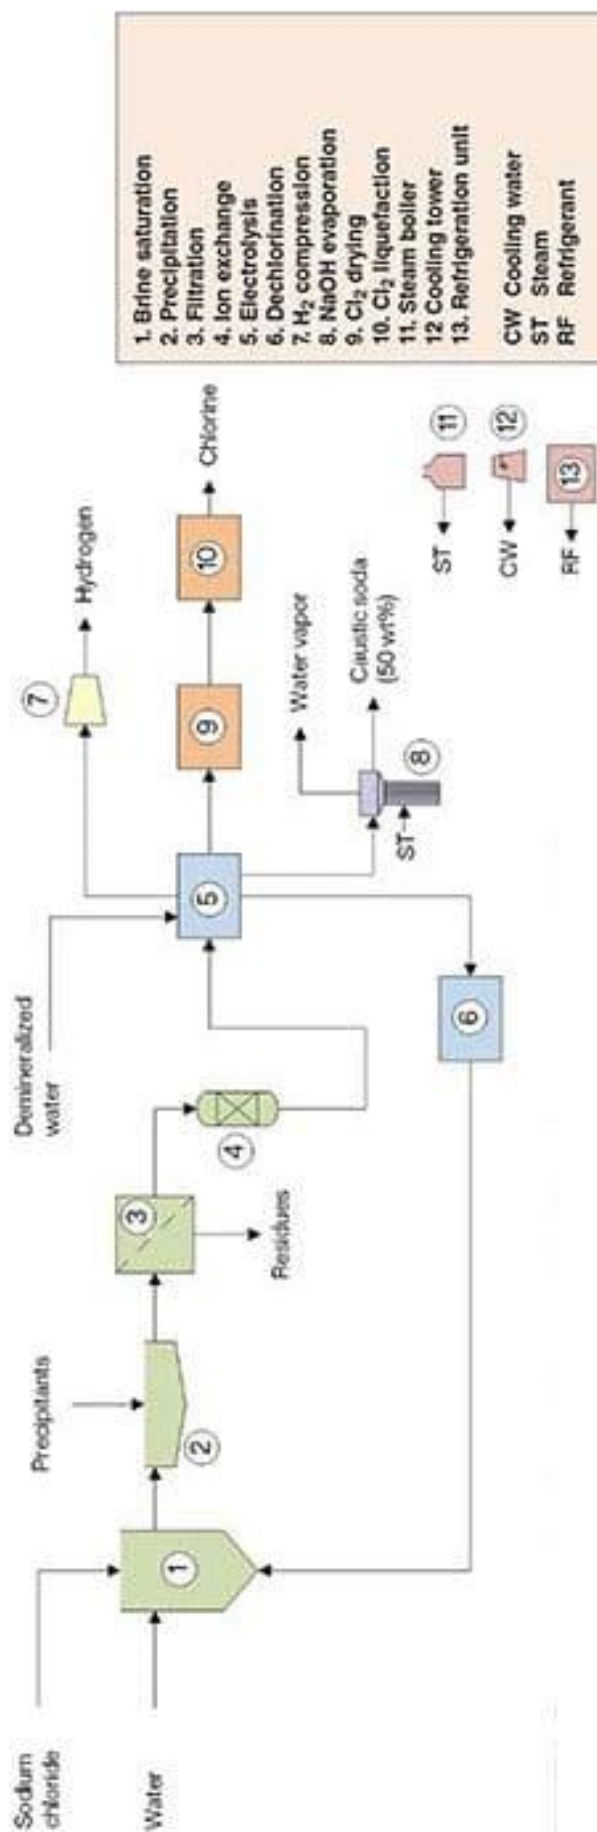 Sodium
chloride
Water
1
Precipitants
2
3
Residues
4
Demineralized
water
5
6
7
Hydrogen
9
10
Chlorine
Water vapor
Caustic soda
(50 wt%)
ST
8
ST
11
CW
12
RF
13
1. Brine saturation
2. Precipitation
3. Filtration
4. Ion exchange
5. Electrolysis
6. Dechlorination
7. H₂ compression
8. NaOH evaporation
9. Cl₂ drying
10. Cl₂ liquefaction
11. Steam boiler
12 Cooling tower
13. Refrigeration unit
CW Cooling water
ST Steam
RF Refrigerant